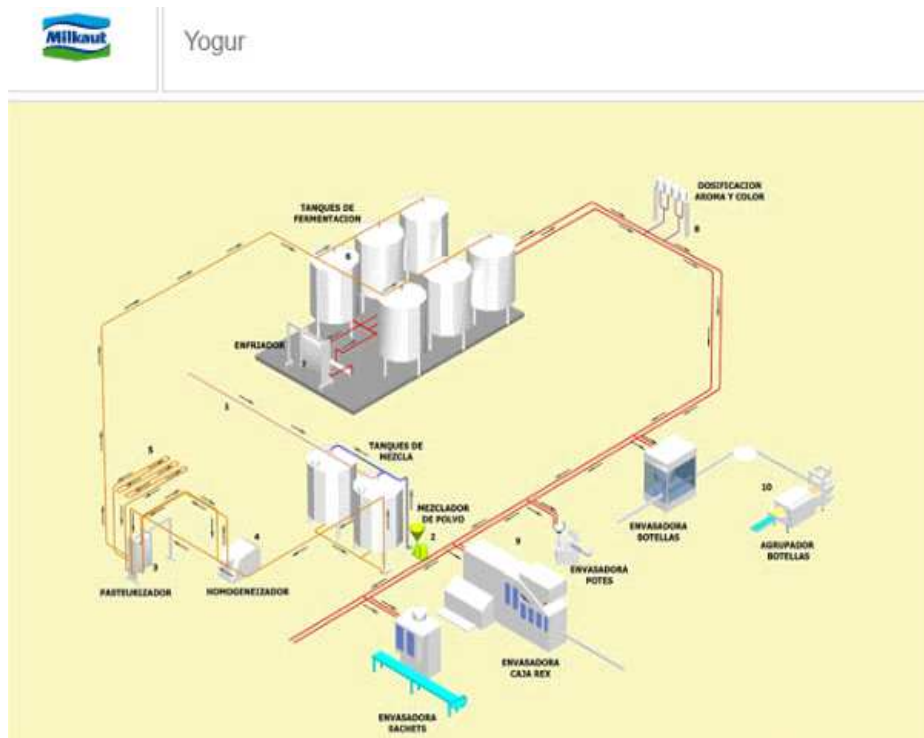 Milkaut
Yogur
DOSIFICACION
AROMA Y COLOR
8
TANQUES DE
FERMENTACION
6
ENFRIADOR
7
1
TANQUES DE
MEZCLA
5
MEZCLADOR
DE POLVO
2
4
3
PASTEURIZADOR
HOMOGENEIZADOR
9
10
ENVASADORA
BOTELLAS
AGRUPADOR
BOTELLAS
ENVASADORA
POTES
ENVASADORA
CAJA REX
ENVASADORA
SACHETS